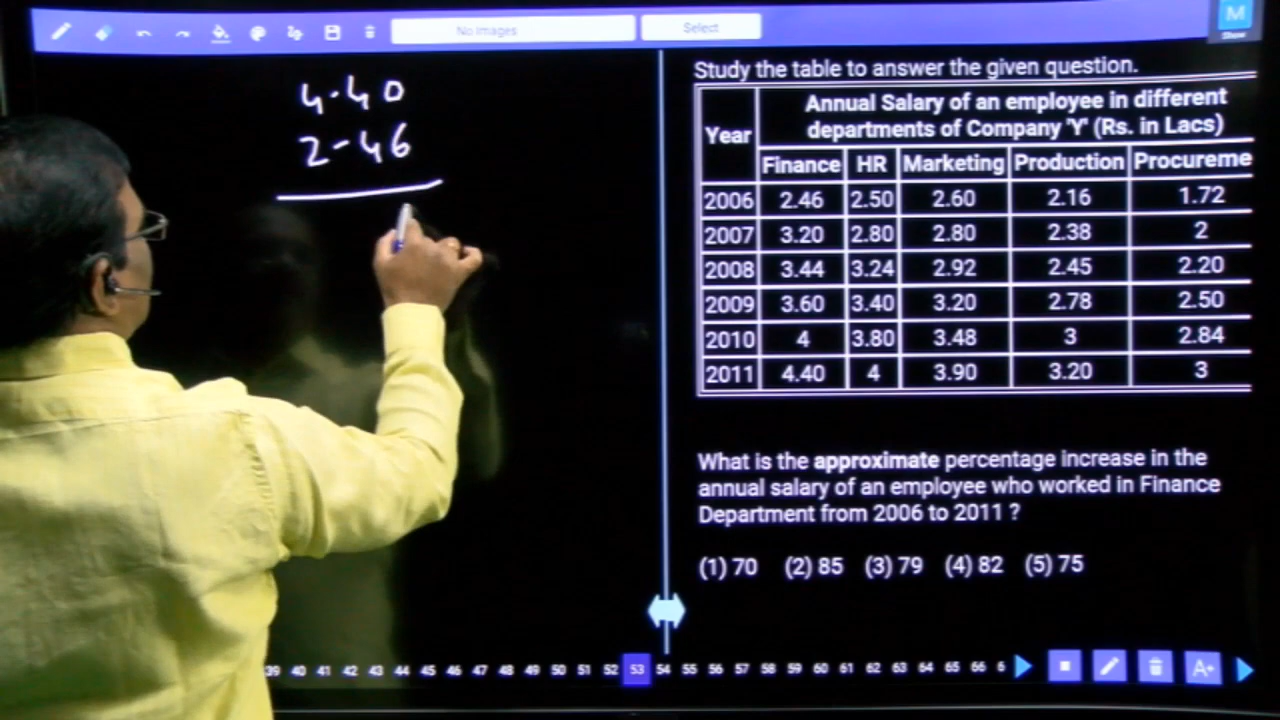 No Images
Select
M
Show
4.40
2-46
Study the table to answer the given question.
Year
Annual Salary of an employee in different
departments of Company 'Y' (Rs. in Lacs)
Finance HR Marketing Production Procureme
2006 2.46 2.50 2.60 2.16 1.72
2007 3.20 2.80 2.80 2.38 2
2008 3.44 3.24 2.92 2.45 2.20
2009 3.60 3.40 3.20 2.78 2.50
2010 4 3.80 3.48 3 2.84
2011 4.40 4 3.90 3.20 3
What is the approximate percentage increase in the
annual salary of an employee who worked in Finance
Department from 2006 to 2011 ?
(1) 70 (2) 85 (3) 79 (4) 82 (5) 75
39 40 41 42 43 44 45 46 47 48 49 50 51 52 53 54 55 56 57 58 59 60 61 62 63 64 65 66 6
A+